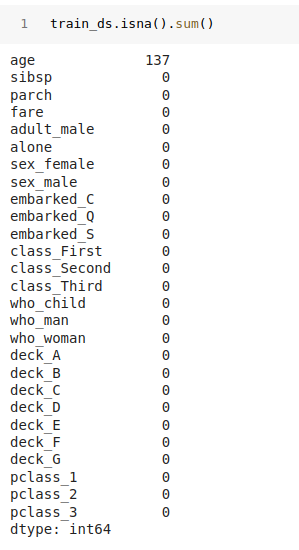 1 train_ds.isna().sum()
age 137
sibsp 0
parch 0
fare 0
adult_male 0
alone 0
sex_female 0
sex_male 0
embarked_C 0
embarked_Q 0
embarked_S 0
class_First 0
class_Second 0
class_Third 0
who_child 0
who_man 0
who_woman 0
deck_A 0
deck_B 0
deck_C 0
deck_D 0
deck_E 0
deck_F 0
deck_G 0
pclass_1 0
pclass_2 0
pclass_3 0
dtype: int64